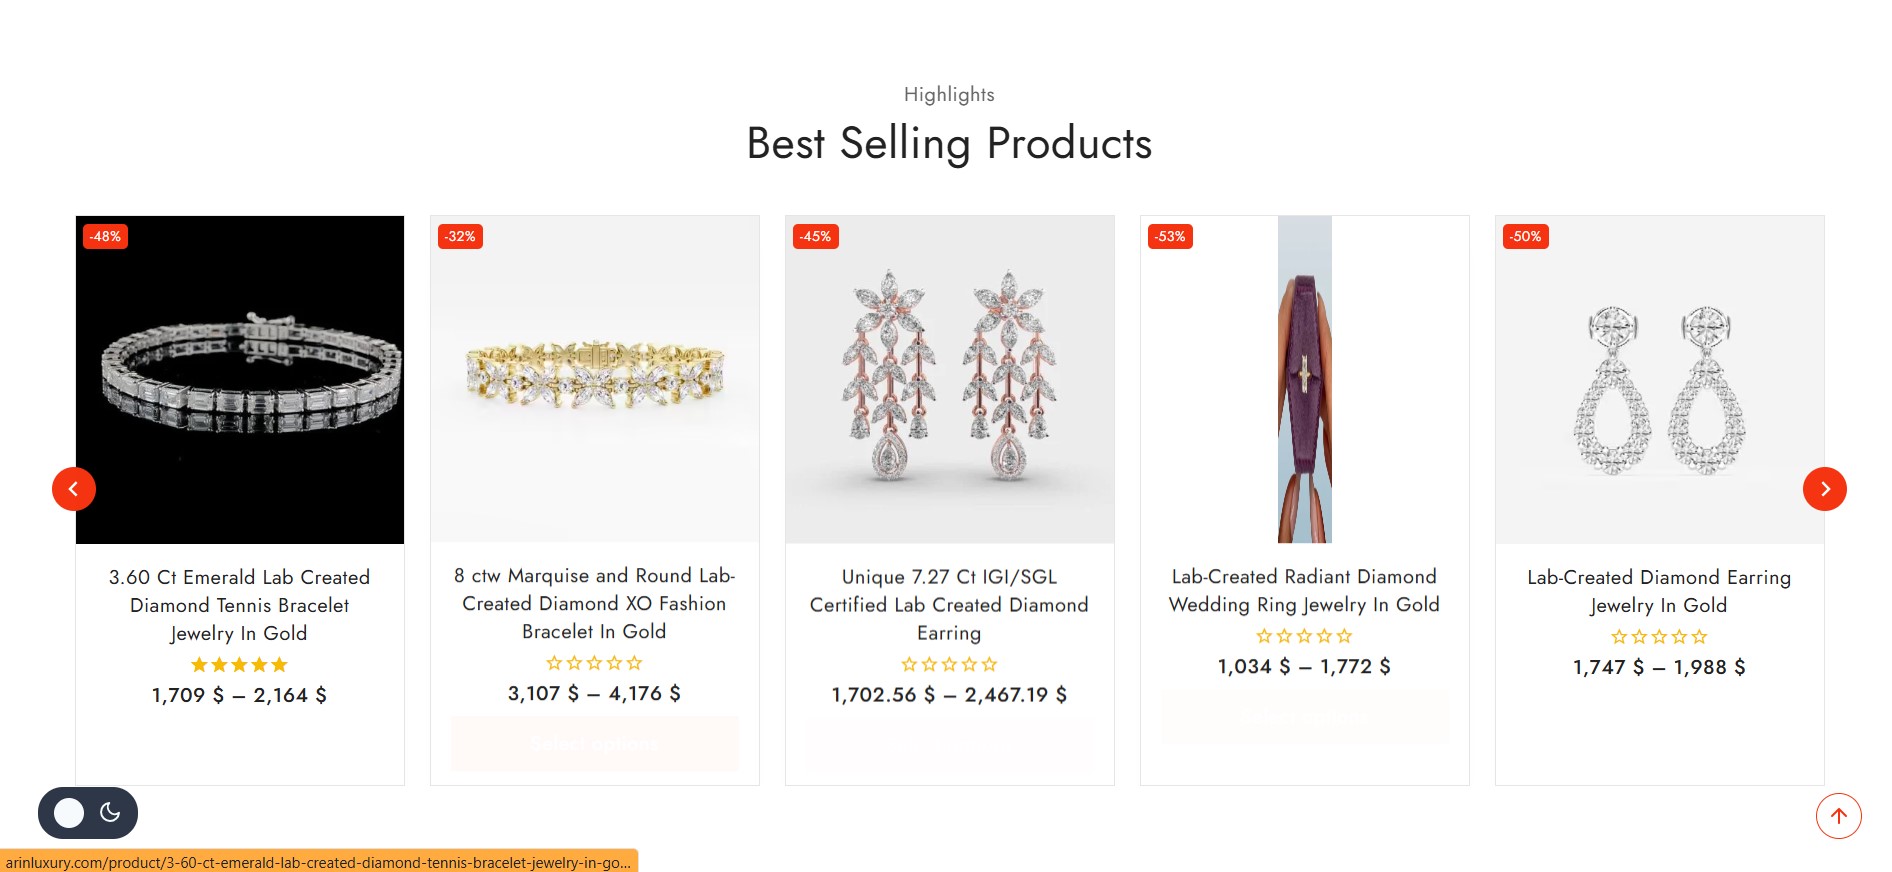 Highlights
Best Selling Products
-48%
3.60 Ct Emerald Lab Created
Diamond Tennis Bracelet
Jewelry In Gold
1,709 $ – 2,164 $
-32%
8 ctw Marquise and Round Lab-
Created Diamond XO Fashion
Bracelet In Gold
3,107 $ – 4,176 $
Select options
-45%
Unique 7.27 Ct IGI/SGL
Certified Lab Created Diamond
Earring
1,702.56 $ – 2,467.19 $
-53%
Lab-Created Radiant Diamond
Wedding Ring Jewelry In Gold
1,034 $ – 1,772 $
-50%
Lab-Created Diamond Earring
Jewelry In Gold
1,747 $ – 1,988 $
arinluxury.com/product/3-60-ct-emerald-lab-created-diamond-tennis-bracelet-jewelry-in-go...